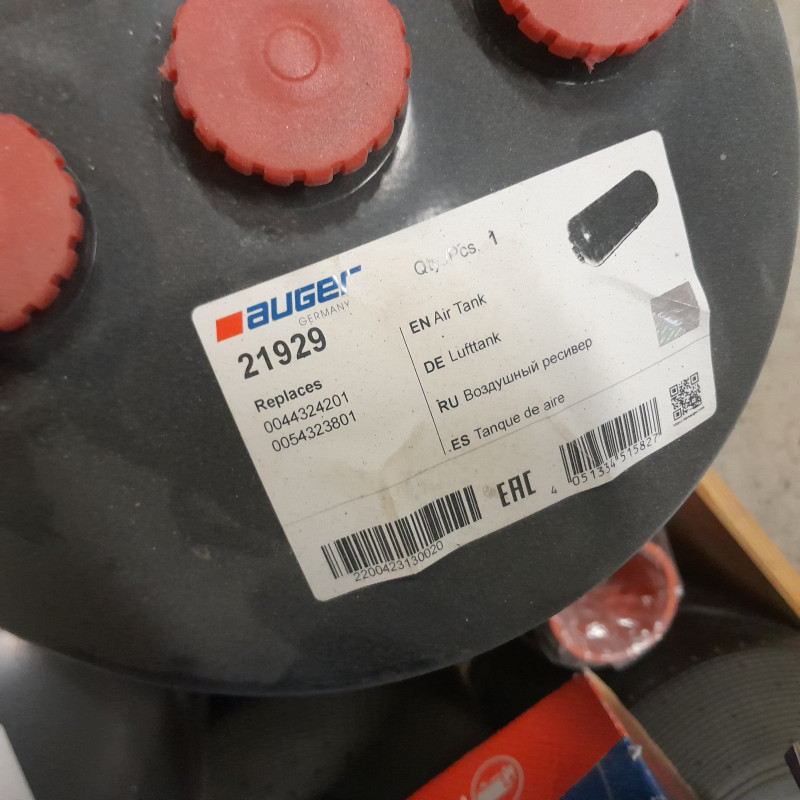 Qty.Pcs. 1
AUGER
GERMANY
21929
Replaces
0044324201
0054323801
EN Air Tank
DE Lufttank
RU Воздушный ресивер
ES Tanque de aire
2200423130020
EAC
4 051334 515827